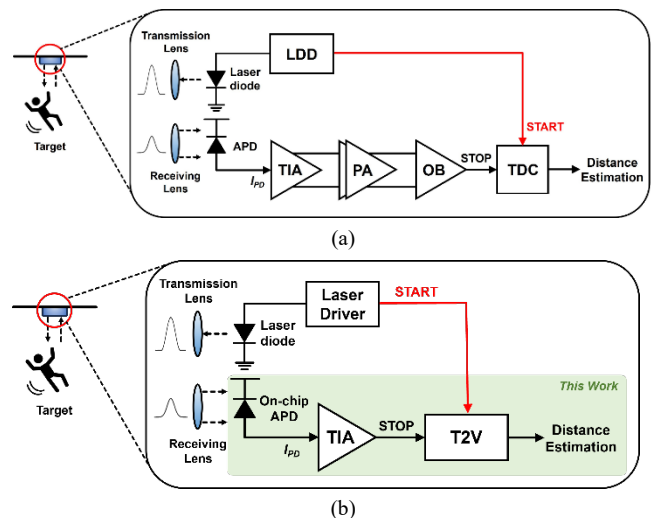 Transmission
Lens
LDD
Laser
diode
START
APD
Target
Receiving
Lens
I_PD
TIA
PA
OB
STOP
TDC
Distance
Estimation
(a)
Transmission
Lens
Laser
Driver
START
Laser
diode
This Work
On-chip
APD
Target
Receiving
Lens
I_PD
TIA
STOP
T2V
Distance
Estimation
(b)